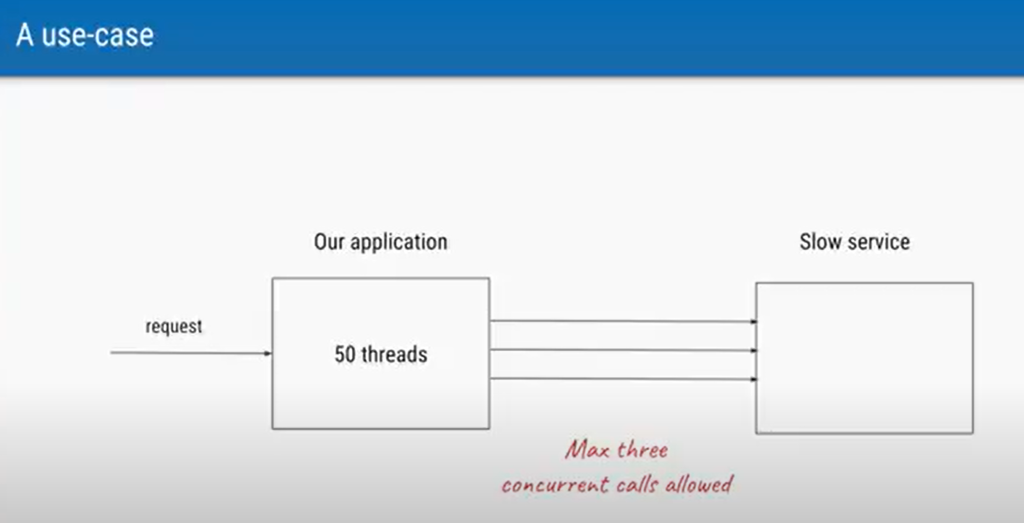 A use-case
Our application
Slow service
request
50 threads
Max three
concurrent calls allowed